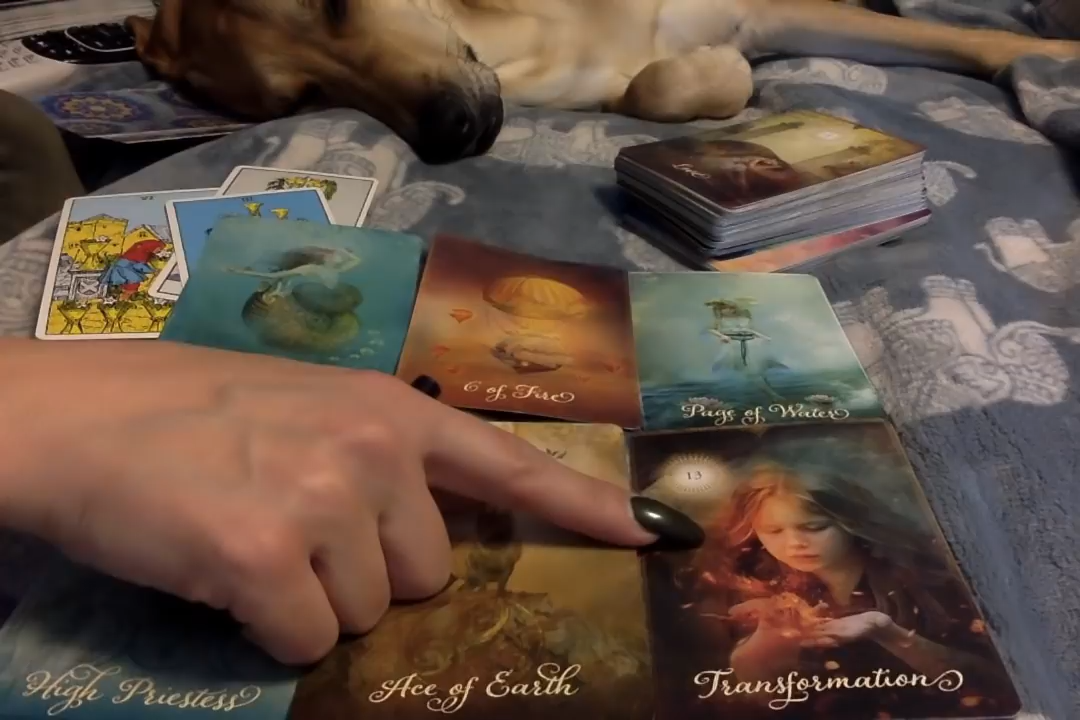 6 of Fire
Page of Water
13
High Priestess
Ace of Earth
Transformation